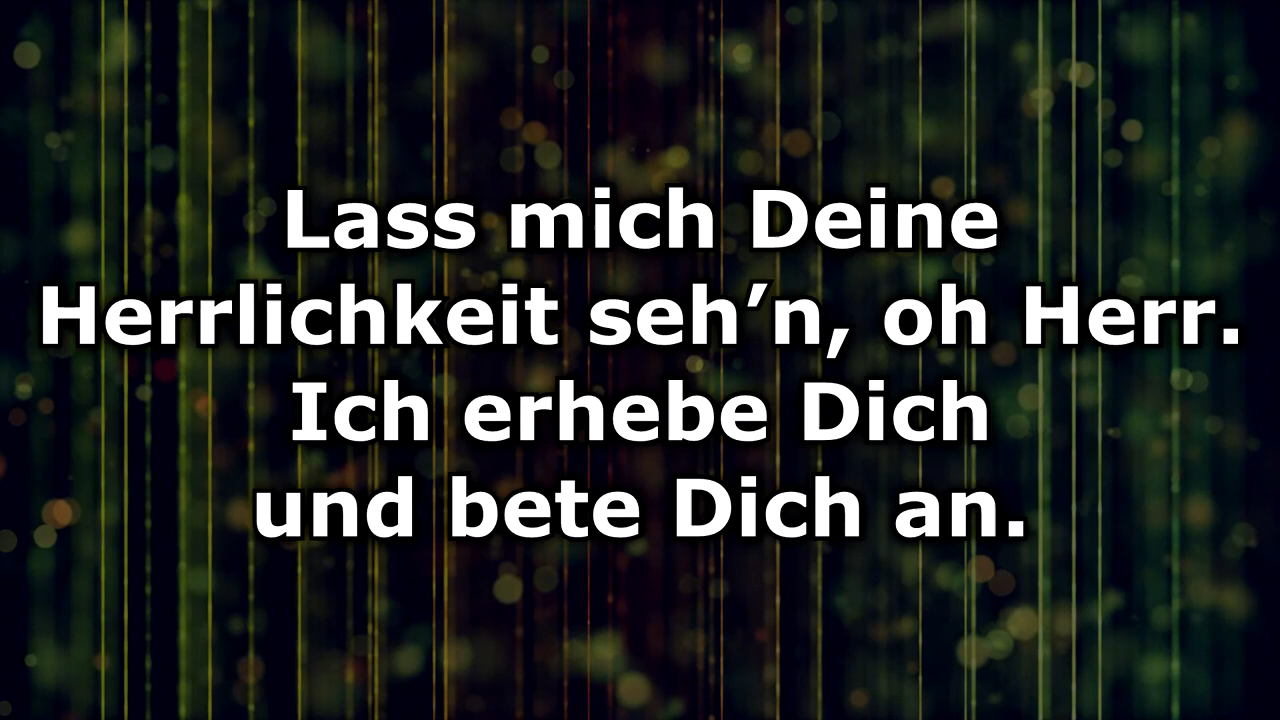 Lass mich Deine
Herrlichkeit seh’n, oh Herr.
Ich erhebe Dich
und bete Dich an.